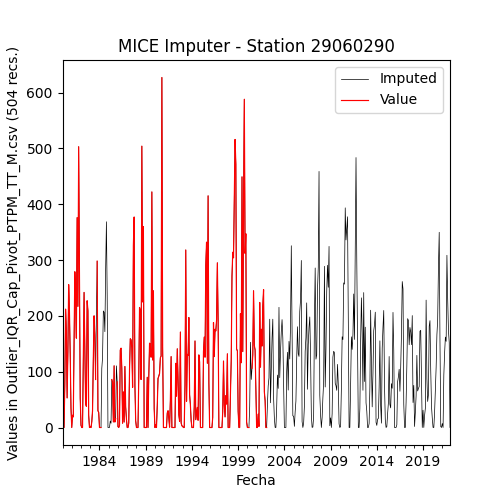 MICE Imputer - Station 29060290
Imputed
Value
Values in Outlier_IQR_Cap_Pivot_PTPM_TT_M.csv (504 recs.)
600
500
400
300
200
100
0
1984 1989 1994 1999 2004 2009 2014 2019
Fecha